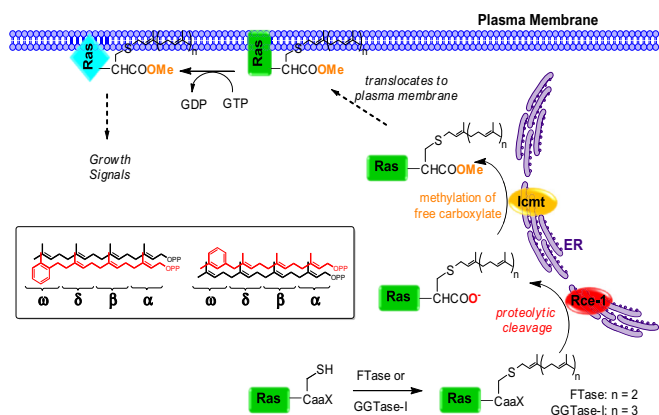 Plasma Membrane
Ras
S
n
CHCOOMe
GDP
GTP
Ras
S
n
CHCOOMe
translocates to
plasma membrane
Growth
Signals
Ras
S
n
CHCOOMe
methylation of
free carboxylate
Icmt
ER
OPP
OPP
ω δ β α
OPP
OPP
ω δ β α
Ras
S
n
CHCOO-
proteolytic
cleavage
Rce-1
Ras
SH
CaaX
FTase or
GGTase-I
Ras
S
n
CaaX
FTase: n = 2
GGTase-I: n = 3